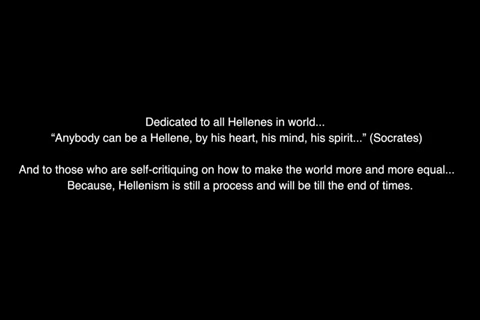 Dedicated to all Hellenes in world...
“Anybody can be a Hellene, by his heart, his mind, his spirit...” (Socrates)
And to those who are self-critiquing on how to make the world more and more equal...
Because, Hellenism is still a process and will be till the end of times.